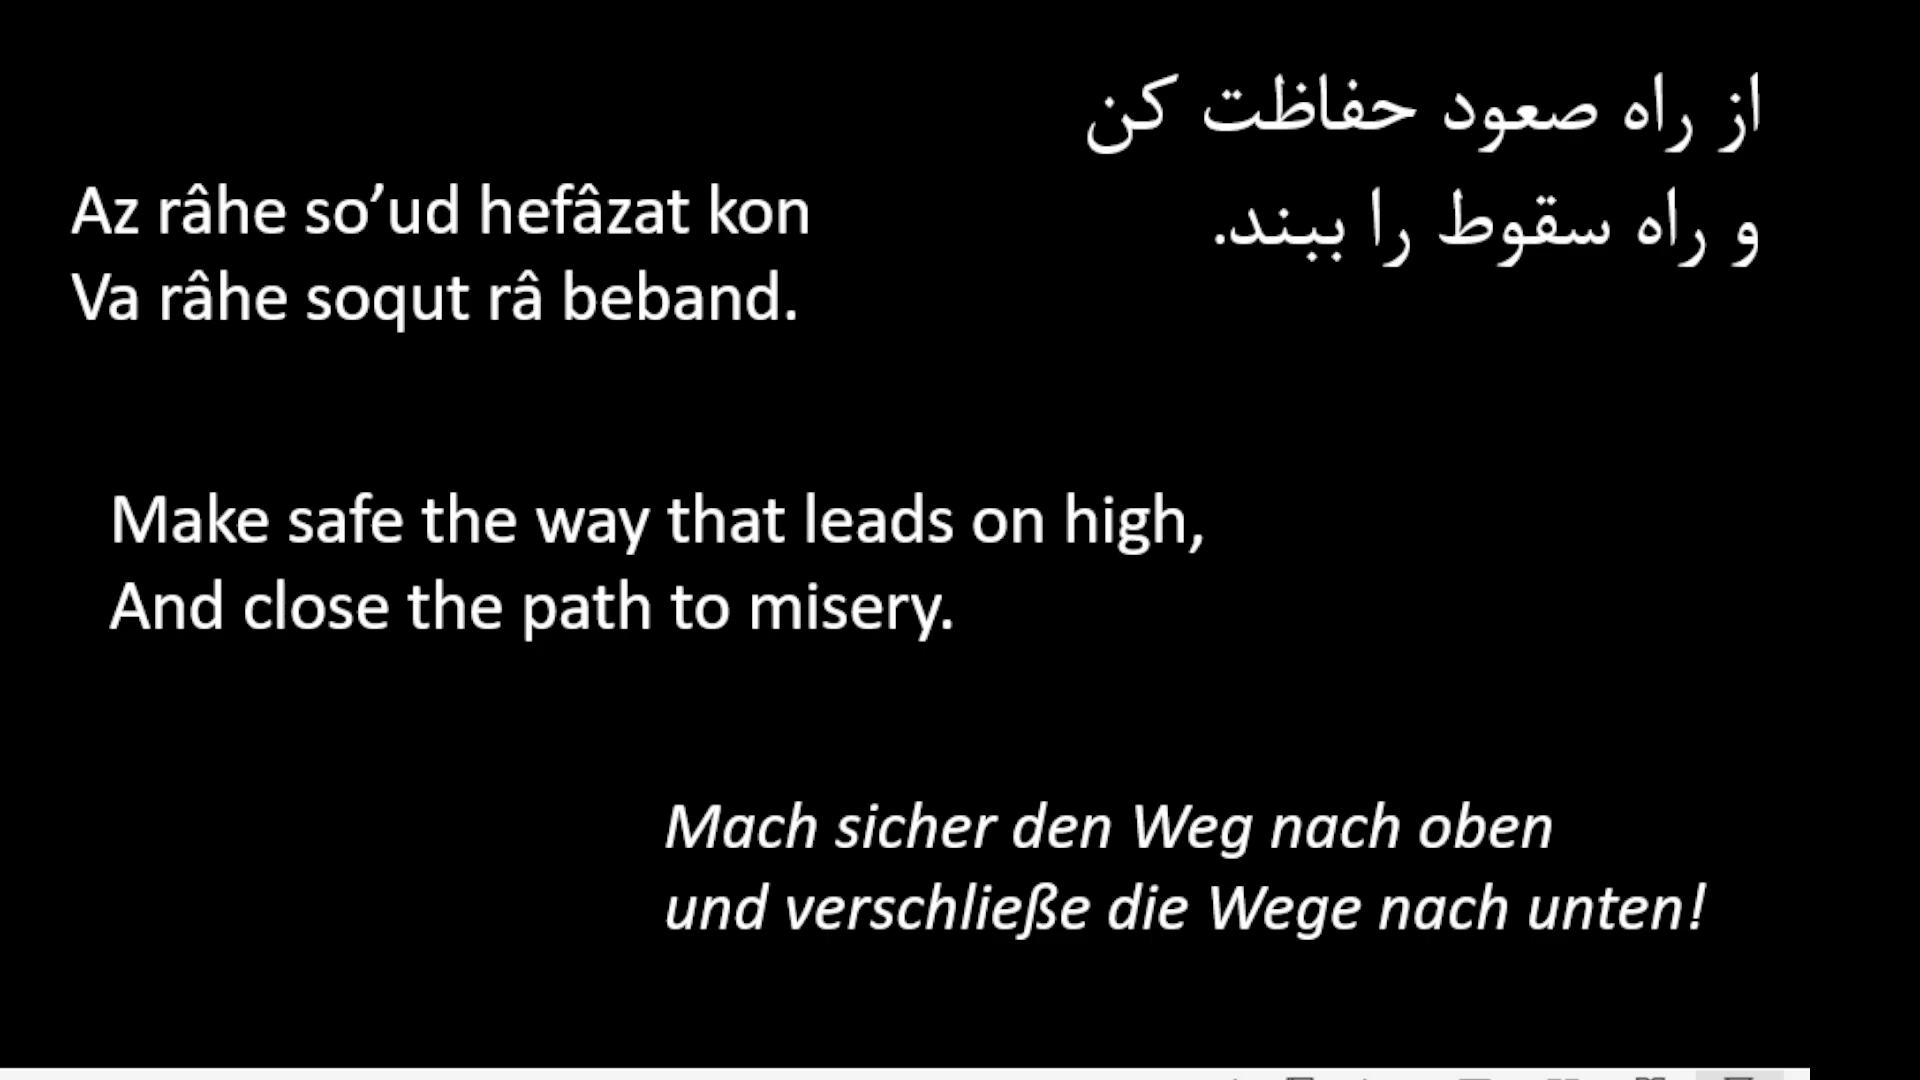 از راه صعود حفاظت کن
و راه سقوط را ببند.
Az râhe so’ud hefâzat kon
Va râhe soqut râ beband.
Make safe the way that leads on high,
And close the path to misery.
Mach sicher den Weg nach oben
und verschließe die Wege nach unten!